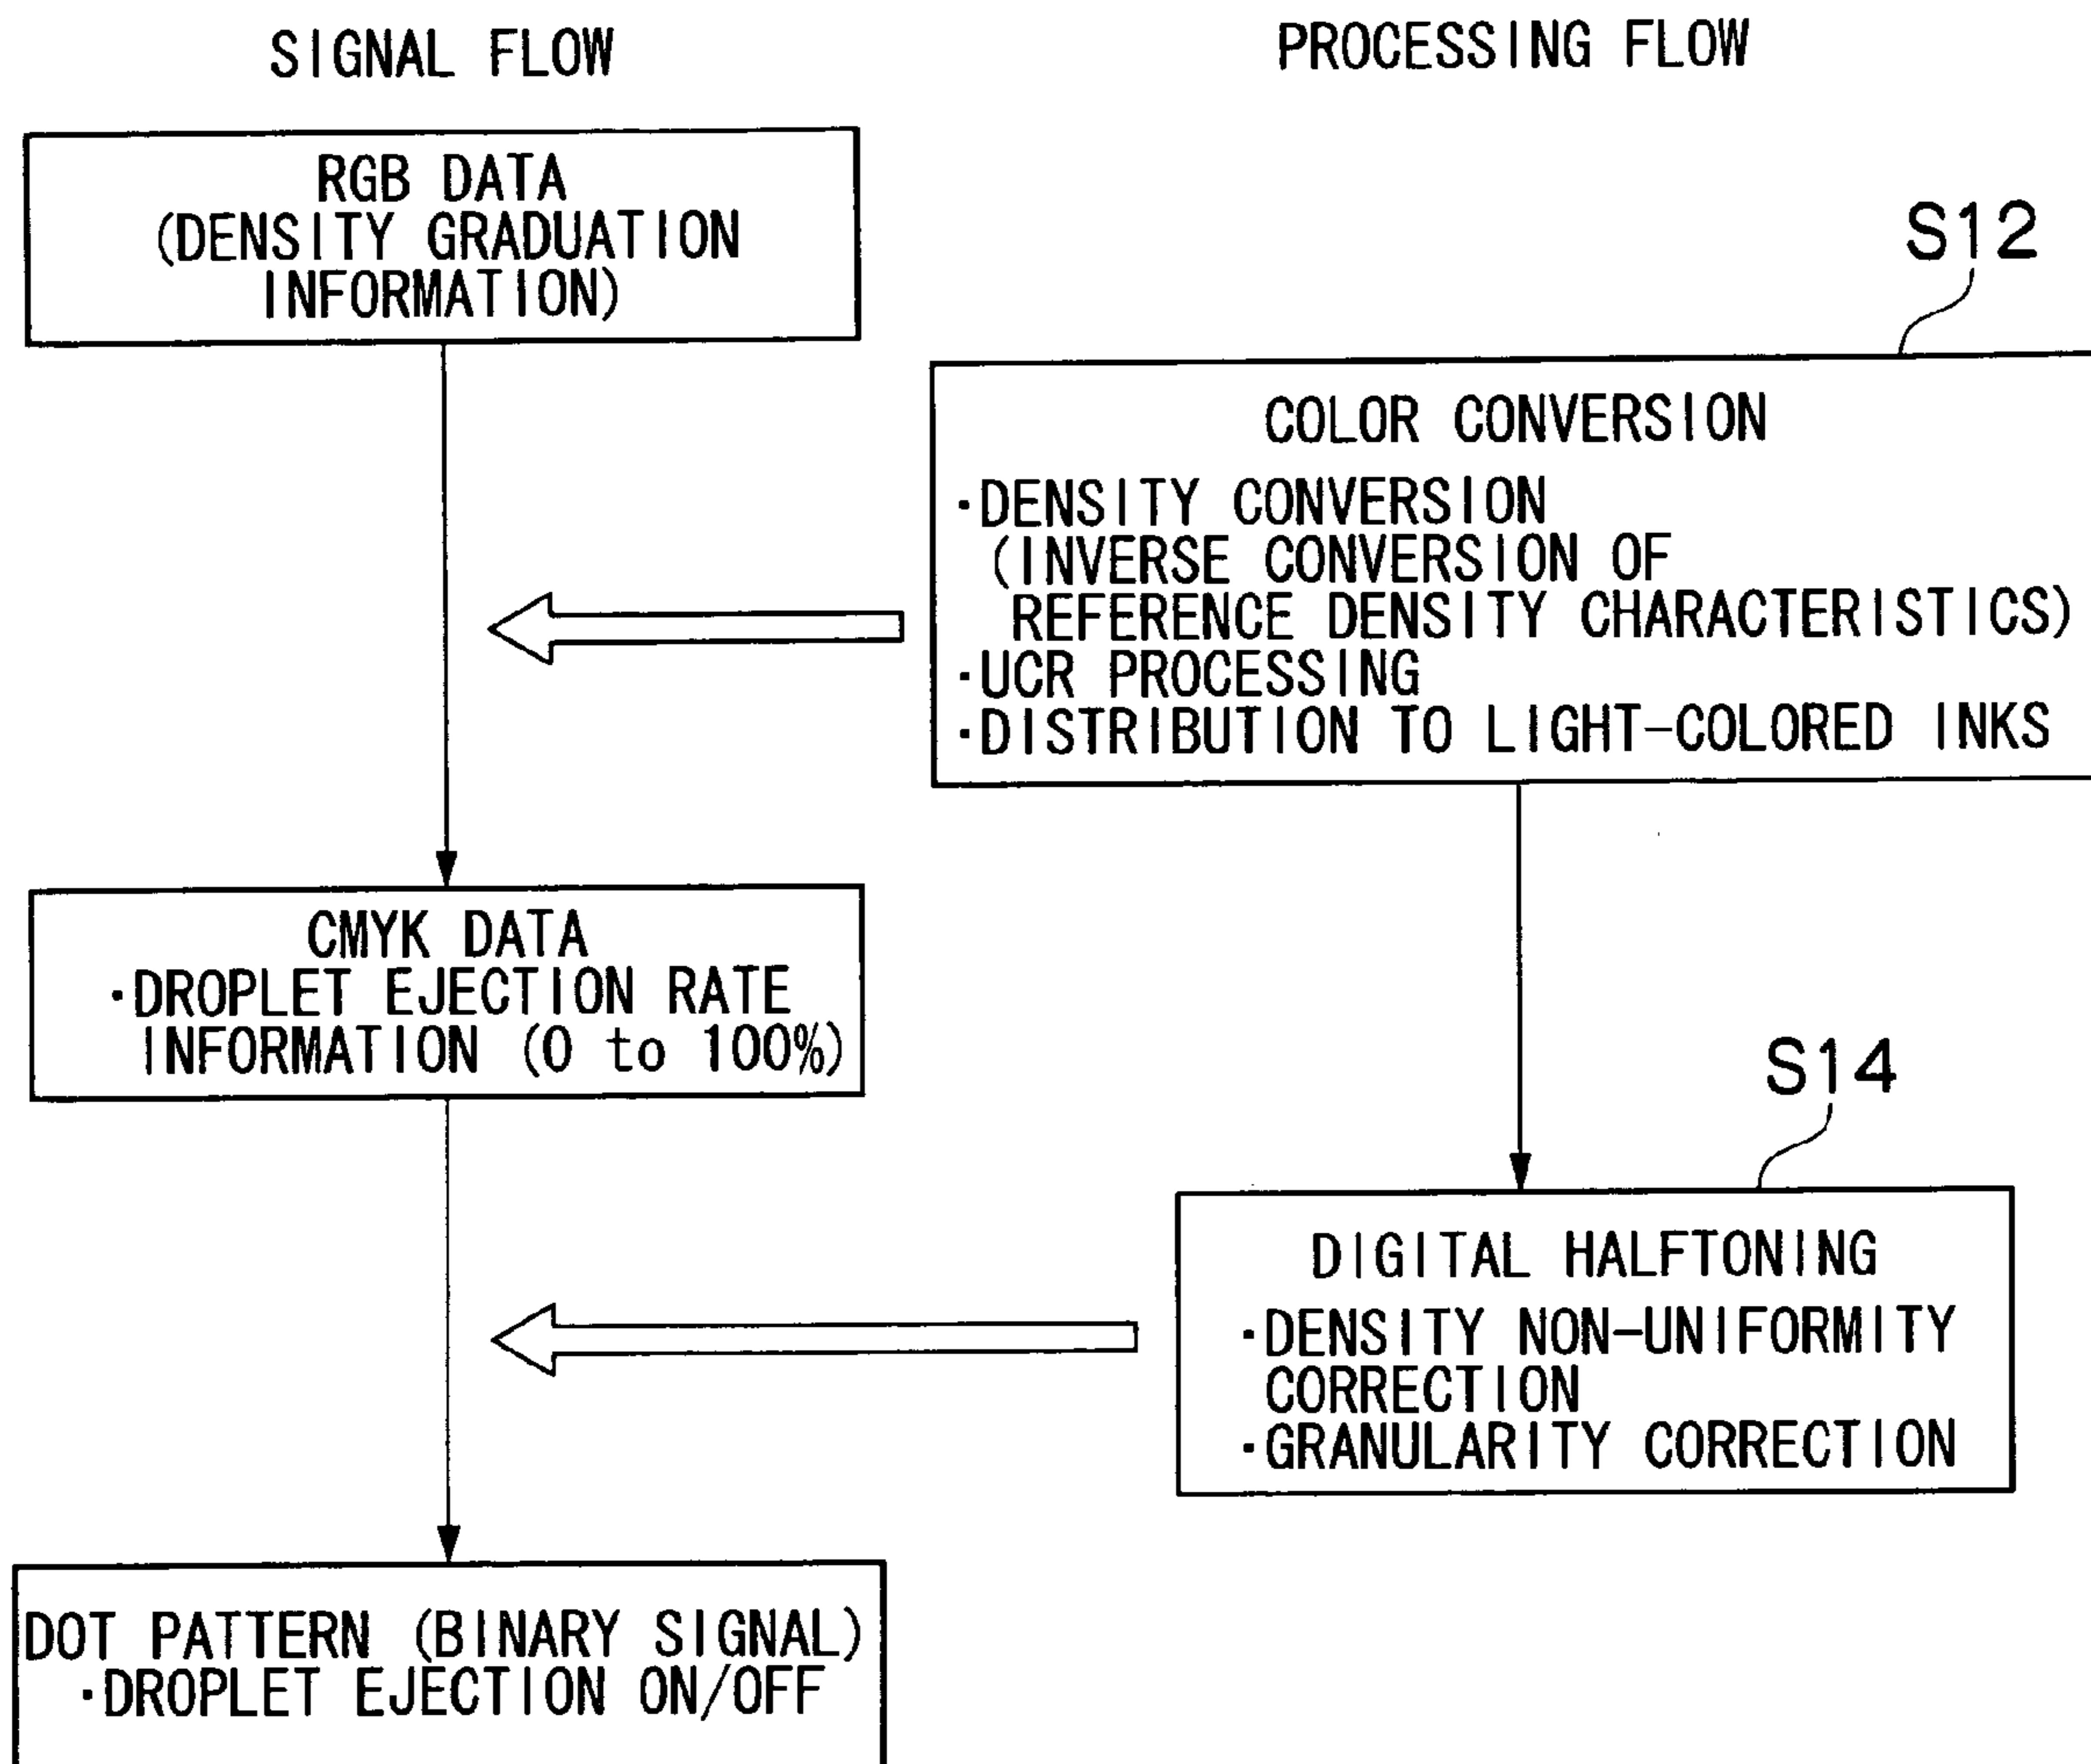 SIGNAL FLOW
RGB DATA
(DENSITY GRADUATION
INFORMATION)
CMYK DATA
·DROPLET EJECTION RATE
INFORMATION (0 to 100%)
DOT PATTERN (BINARY SIGNAL)
·DROPLET EJECTION ON/OFF
PROCESSING FLOW
S12
COLOR CONVERSION
·DENSITY CONVERSION
(INVERSE CONVERSION OF
REFERENCE DENSITY CHARACTERISTICS)
·UCR PROCESSING
·DISTRIBUTION TO LIGHT-COLORED INKS
S14
DIGITAL HALFTONING
·DENSITY NON-UNIFORMITY
CORRECTION
·GRANULARITY CORRECTION